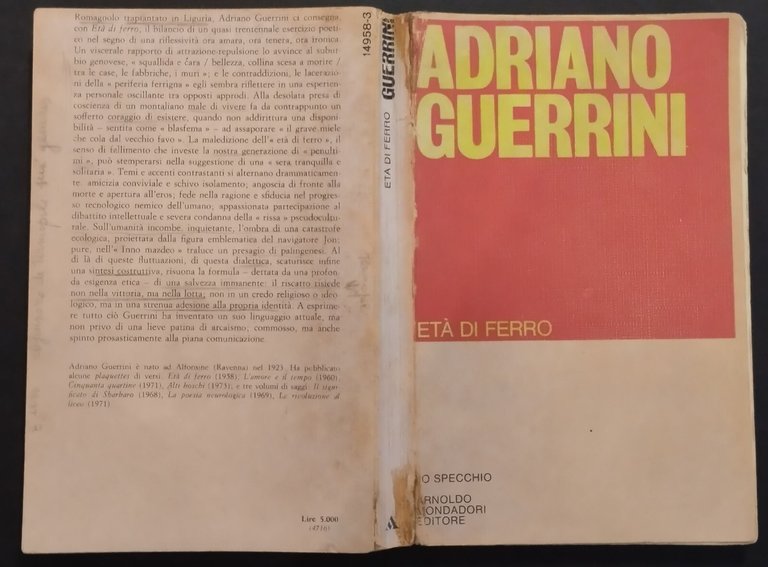 Romagnolo trapiantato in Liguria, Adriano Guerrini ci consegna,
con Età di ferro, il bilancio di un quasi trentennale esercizio poeti-
co nel segno di una riflessività ora amara, ora tenera, ora ironica.
Un viscerale rapporto di attrazione-repulsione lo avvince al subur-
bio genovese, « squallida e cara / bellezza, collina scesa a morire /
tra le case, le fabbriche, i muri »; e le contraddizioni, le lacerazio-
ni della « periferia ferrigna » egli sembra riflettere in una esperien-
za personale oscillante tra opposti approdi. Alla desolata presa di
coscienza di un montaliano male di vivere fa da contrappunto un
sofferto coraggio di esistere, quando non addirittura una disponi-
bilità – sentita come « blasfema » – ad assaporare « il grave miele
che cola dal vecchio favo ». La maledizione dell'« età di ferro », il
senso di fallimento che investe la nostra generazione di « penulti-
mi », può stemperarsi nella suggestione di una « sera tranquilla e
solitaria ». Temi e accenti contrastanti si alternano drammaticamen-
te: amicizia conviviale e schivo isolamento; angoscia di fronte alla
morte e apertura all'eros; fede nella ragione e sfiducia nel progres-
so tecnologico nemico dell'umano; appassionata partecipazione al
dibattito intellettuale e severa condanna della « rissa » pseudocultu-
rale. Sull'umanità incombe, inquietante, l'ombra di una catastrofe
ecologica, proiettata dalla figura emblematica del navigatore Jon;
pure, nell'« Inno mazdeo » traluce un presagio di palingenesi. Al
di là di queste fluttuazioni, di questa dialettica, scaturisce infine
una sintesi costruttiva, risuona la formula – dettata da una profon-
da esigenza etica – di una salvezza immanente: il riscatto risiede
non nella vittoria, ma nella lotta; non in un credo religioso o ideo-
logico, ma in una strenua adesione alla propria identità. A esprime-
re tutto ciò Guerrini ha inventato un suo linguaggio attuale, ma
non privo di una lieve patina di arcaismo, commosso, ma anche
spinto prosasticamente alla piana comunicazione.
Adriano Guerrini è nato ad Alfonsine (Ravenna) nel 1923. Ha pubblicato
alcune plaquettes di versi: Età di ferro (1958), L'amore e il tempo (1960),
Cinquanta quartine (1971), Alti boschi (1973); e tre volumi di saggi: Il signi-
ficato di Sbarbaro (1968), La poesia neurologica (1969), La rivoluzione al
liceo (1971)
Lire 5.000
(4716)
14958-3
GUERRINI
ETÀ DI FERRO
ADRIANO
GUERRINI
ETÀ DI FERRO
LO SPECCHIO
ARNOLDO
MONDADORI
EDITORE